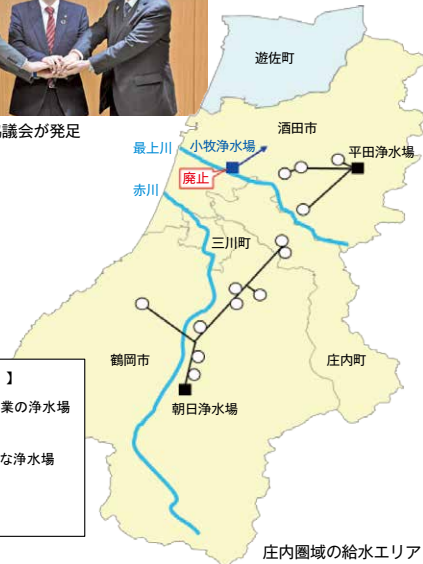 議会が発足
遊佐町
酒田市
最上川
小牧浄水場
平田浄水場
廃止
赤川
三川町
鶴岡市
庄内町
】
業の浄水場
朝日浄水場
な浄水場
庄内圏域の給水エリア